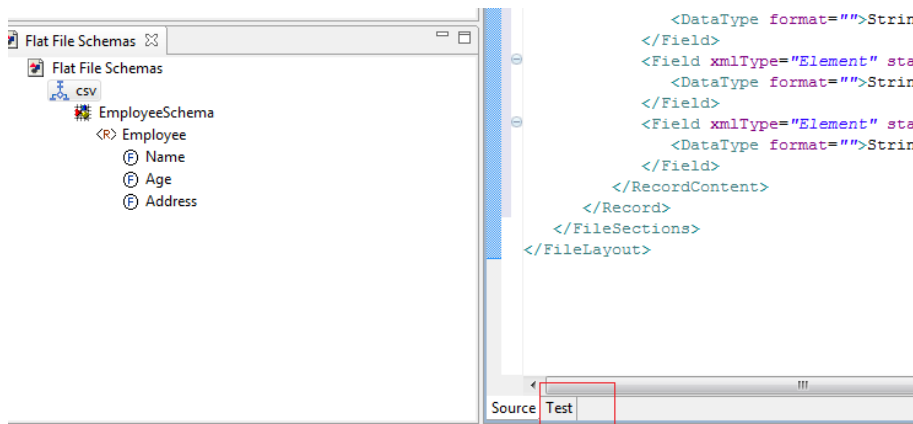 Flat File Schemas
Flat File Schemas
csv
EmployeeSchema
<R> Employee
F Name
F Age
F Address
<DataType format="">Strin
</Field>
<Field xmlType="Element" sta
<DataType format="">Strin
</Field>
<Field xmlType="Element" sta
<DataType format="">Strin
</Field>
</RecordContent>
</Record>
</FileSections>
</FileLayout>
Source Test